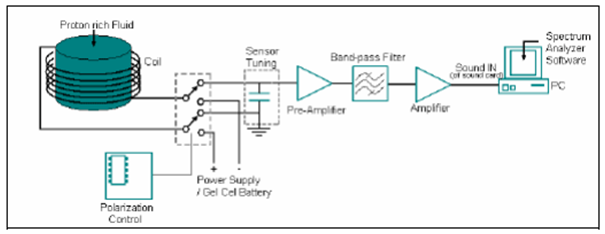 Proton rich Fluid
Coil
Sensor
Tuning
Band-pass Filter
Sound IN
(of sound card)
Spectrum
Analyzer
Software
PC
Pre-Amplifier
Amplifier
+ -
Power Supply
/ Gel Cell Battery
Polarization
Control